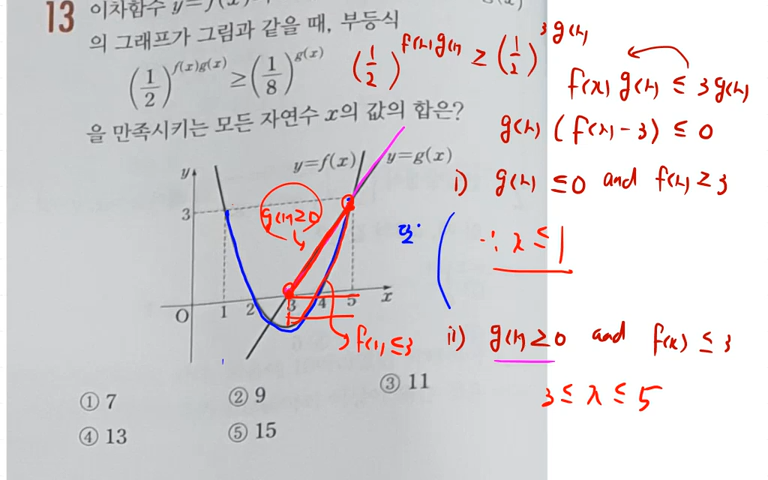 13 이차함수 y=f(x)
의 그래프가 그림과 같을 때, 부등식
(1/2)^{f(x)g(x)} ≥ (1/8)^{g(x)}
을 만족시키는 모든 자연수 x의 값의 합은?
y
y=f(x)
y=g(x)
3
O 1 2 3 4 5 x
① 7 ② 9 ③ 11
④ 13 ⑤ 15
(1/2)^{f(x)g(x)} ≥ (1/2)^{3g(x)}
f(x)g(x) ≤ 3g(x)
g(x)(f(x)-3) ≤ 0
i) g(x) ≤ 0 and f(x) ≥ 3
∴ x ≤ 1
ii) g(x) ≥ 0 and f(x) ≤ 3
3 ≤ x ≤ 5
g(x) ≥ 0
f(x) ≤ 3